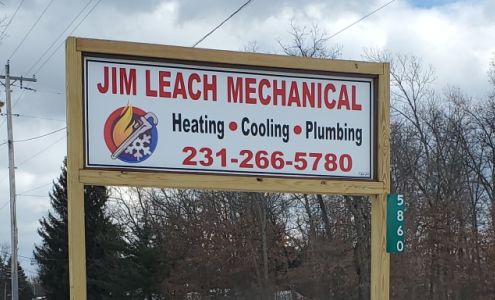 JIM LEACH MECHANICAL
Heating • Cooling • Plumbing
231-266-5780
5860